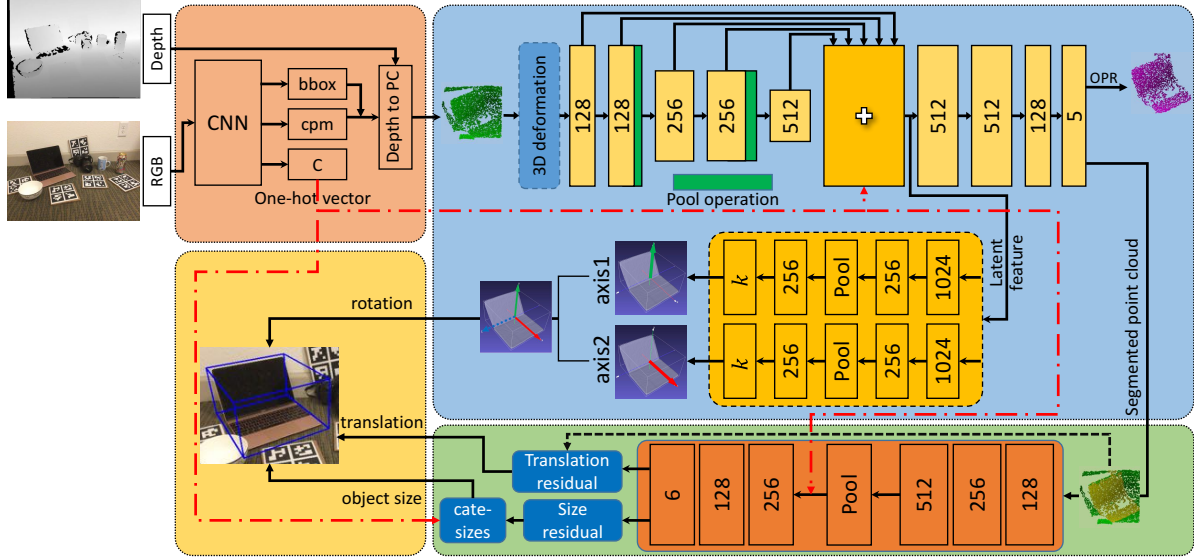 Depth
RGB
CNN
bbox
cpm
C
Depth to PC
One-hot vector
3D deformation
128
128
256
256
512
+
512
512
128
5
OPR
Pool operation
Latent
feature
Segmented point cloud
axis1
k
256
Pool
256
1024
axis2
k
256
Pool
256
1024
rotation
translation
object size
Translation
residual
Size
residual
cate-
sizes
6
128
256
Pool
512
256
128